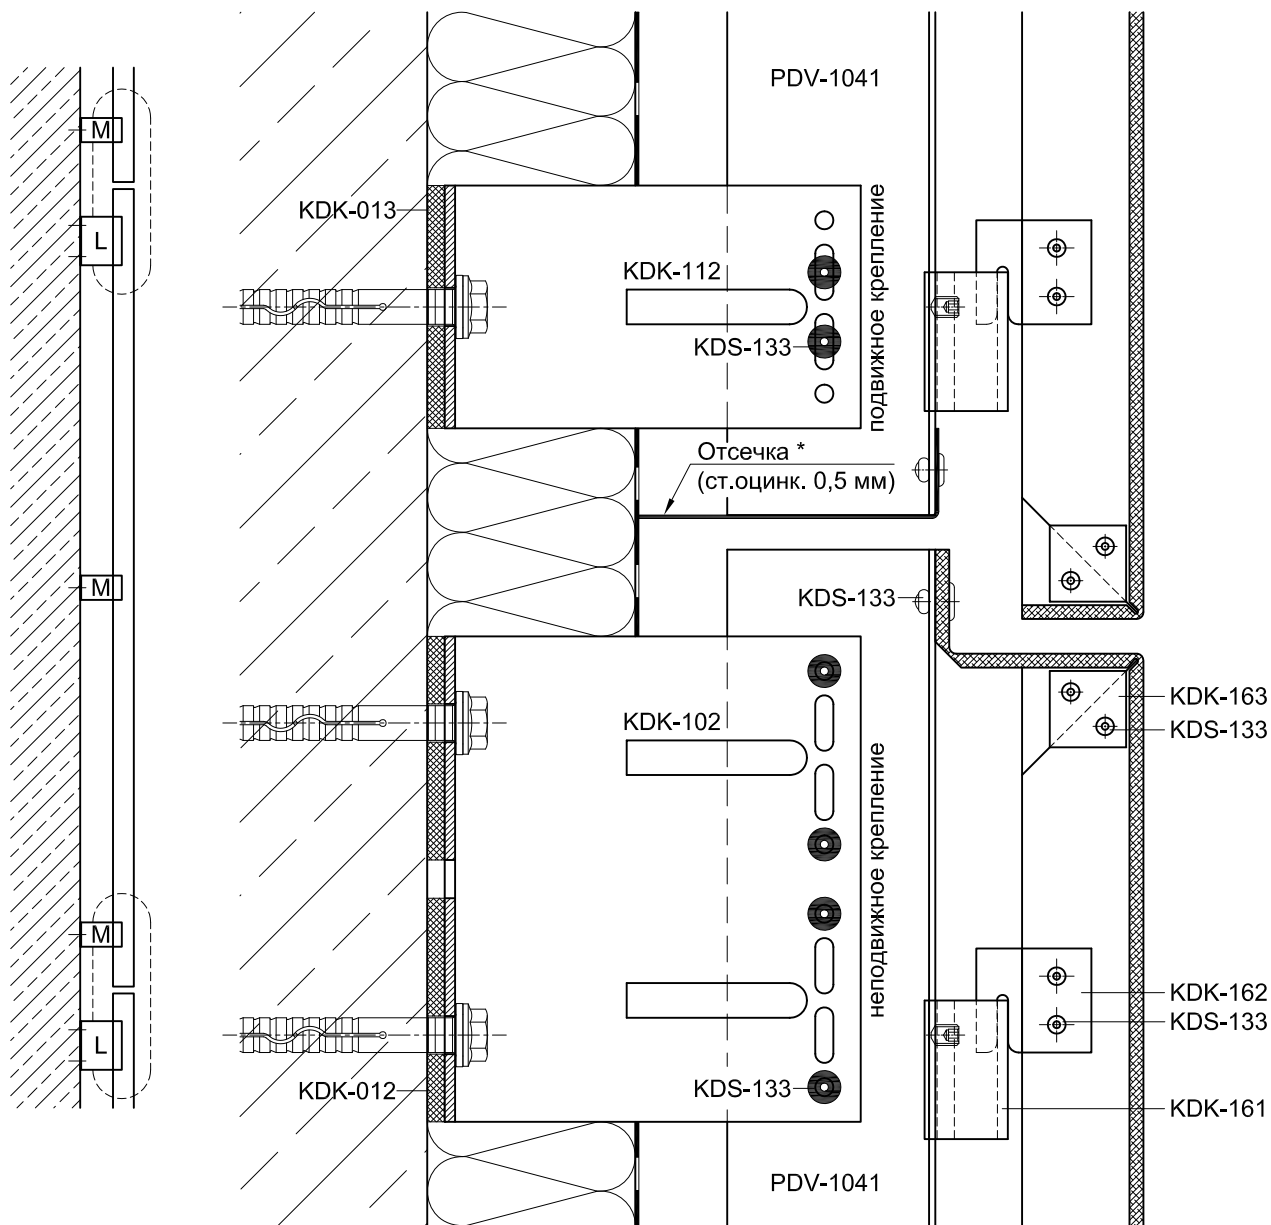 PDV-1041
M
KDK-013
L
KDK-112
подвижное крепление
KDS-133
Отсечка *
(ст.оцинк. 0,5 мм)
M
KDS-133
KDK-163
KDS-133
KDK-102
неподвижное крепление
M
KDK-162
KDS-133
L
KDK-012
KDS-133
KDK-161
PDV-1041